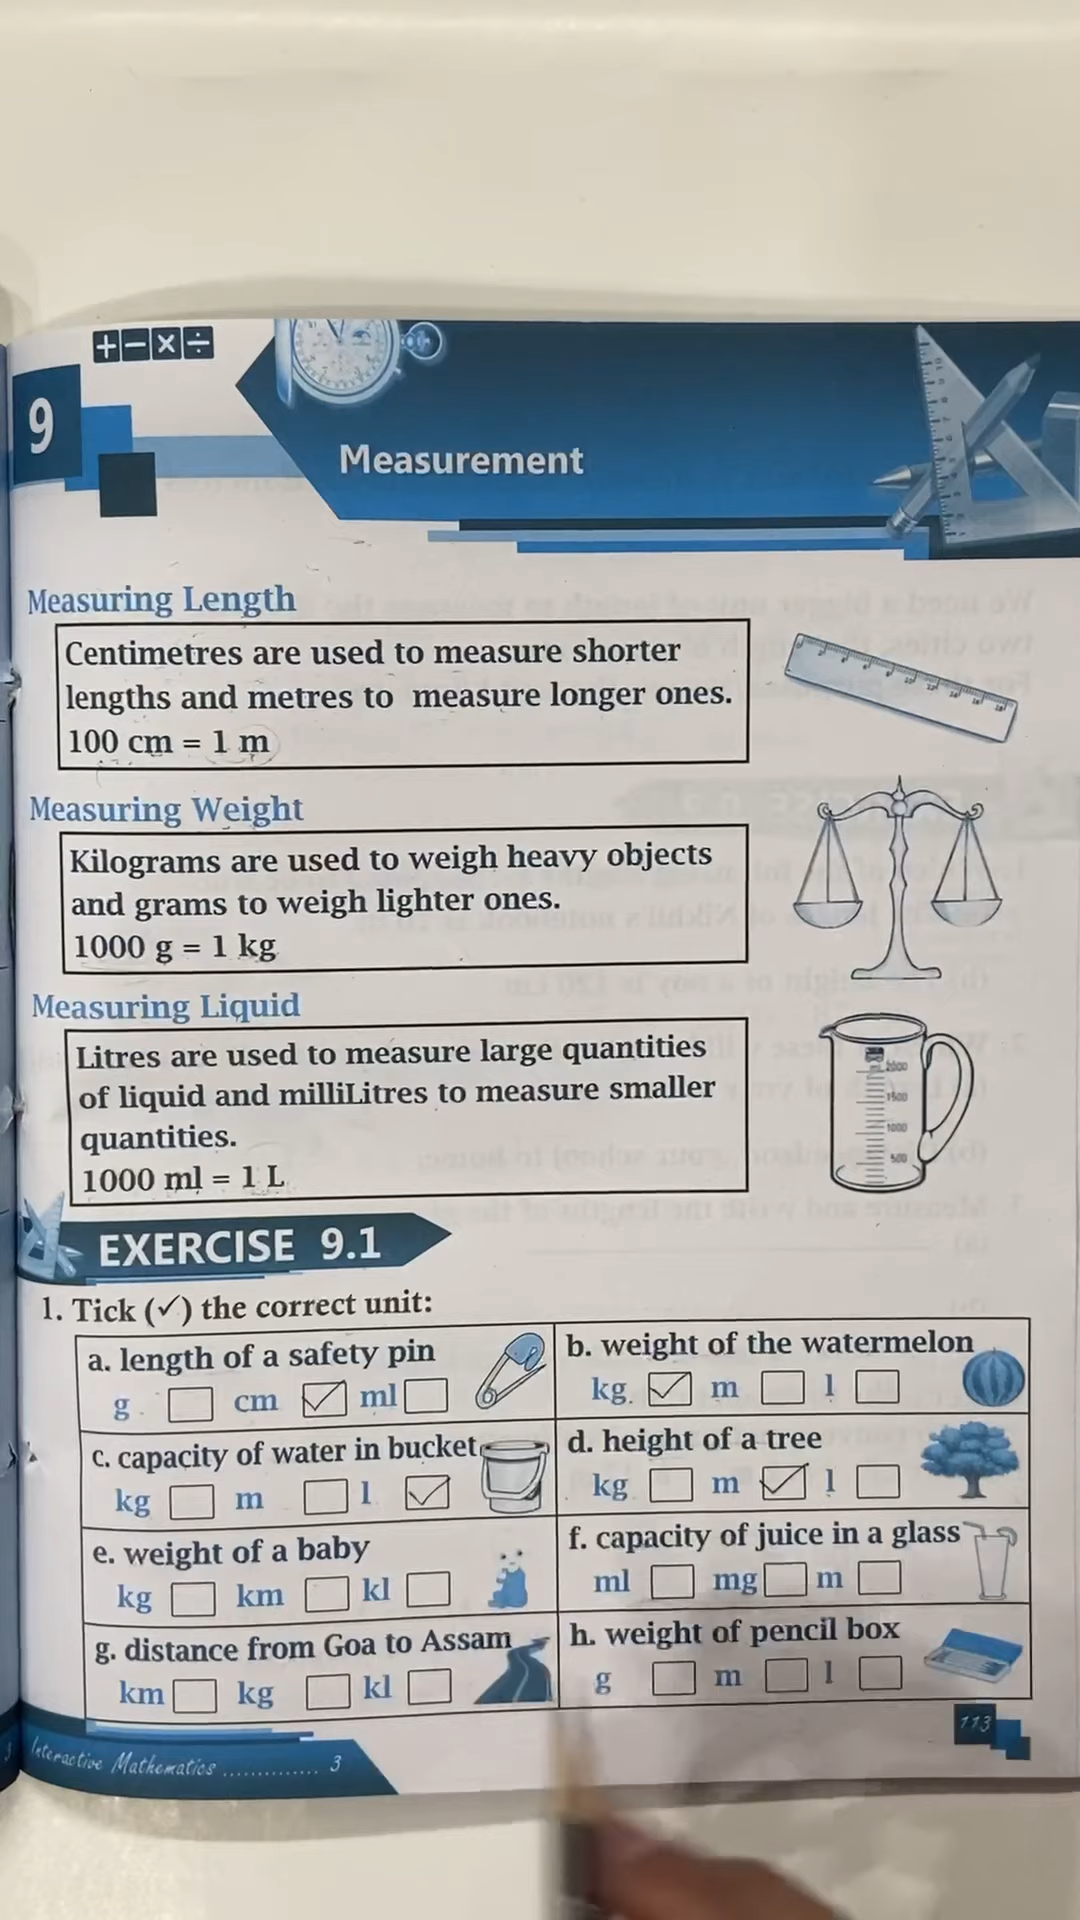 + − × ÷
9
Measurement
Measuring Length
Centimetres are used to measure shorter
lengths and metres to measure longer ones.
100 cm = 1 m
Measuring Weight
Kilograms are used to weigh heavy objects
and grams to weigh lighter ones.
1000 g = 1 kg
Measuring Liquid
Litres are used to measure large quantities
of liquid and milliLitres to measure smaller
quantities.
1000 ml = 1 L
2000
1500
1000
500
EXERCISE 9.1
1. Tick (✓) the correct unit:
a. length of a safety pin
g ☐ cm ☑ ml ☐
b. weight of the watermelon
kg ☑ m ☐ l ☐
c. capacity of water in bucket
kg ☐ m ☐ l ☑
d. height of a tree
kg ☐ m ☑ l ☐
e. weight of a baby
kg ☐ km ☐ kl ☐
f. capacity of juice in a glass
ml ☐ mg ☐ m ☐
g. distance from Goa to Assam
km ☐ kg ☐ kl ☐
h. weight of pencil box
g ☐ m ☐ l ☐
113
Interactive Mathematics .............. 3